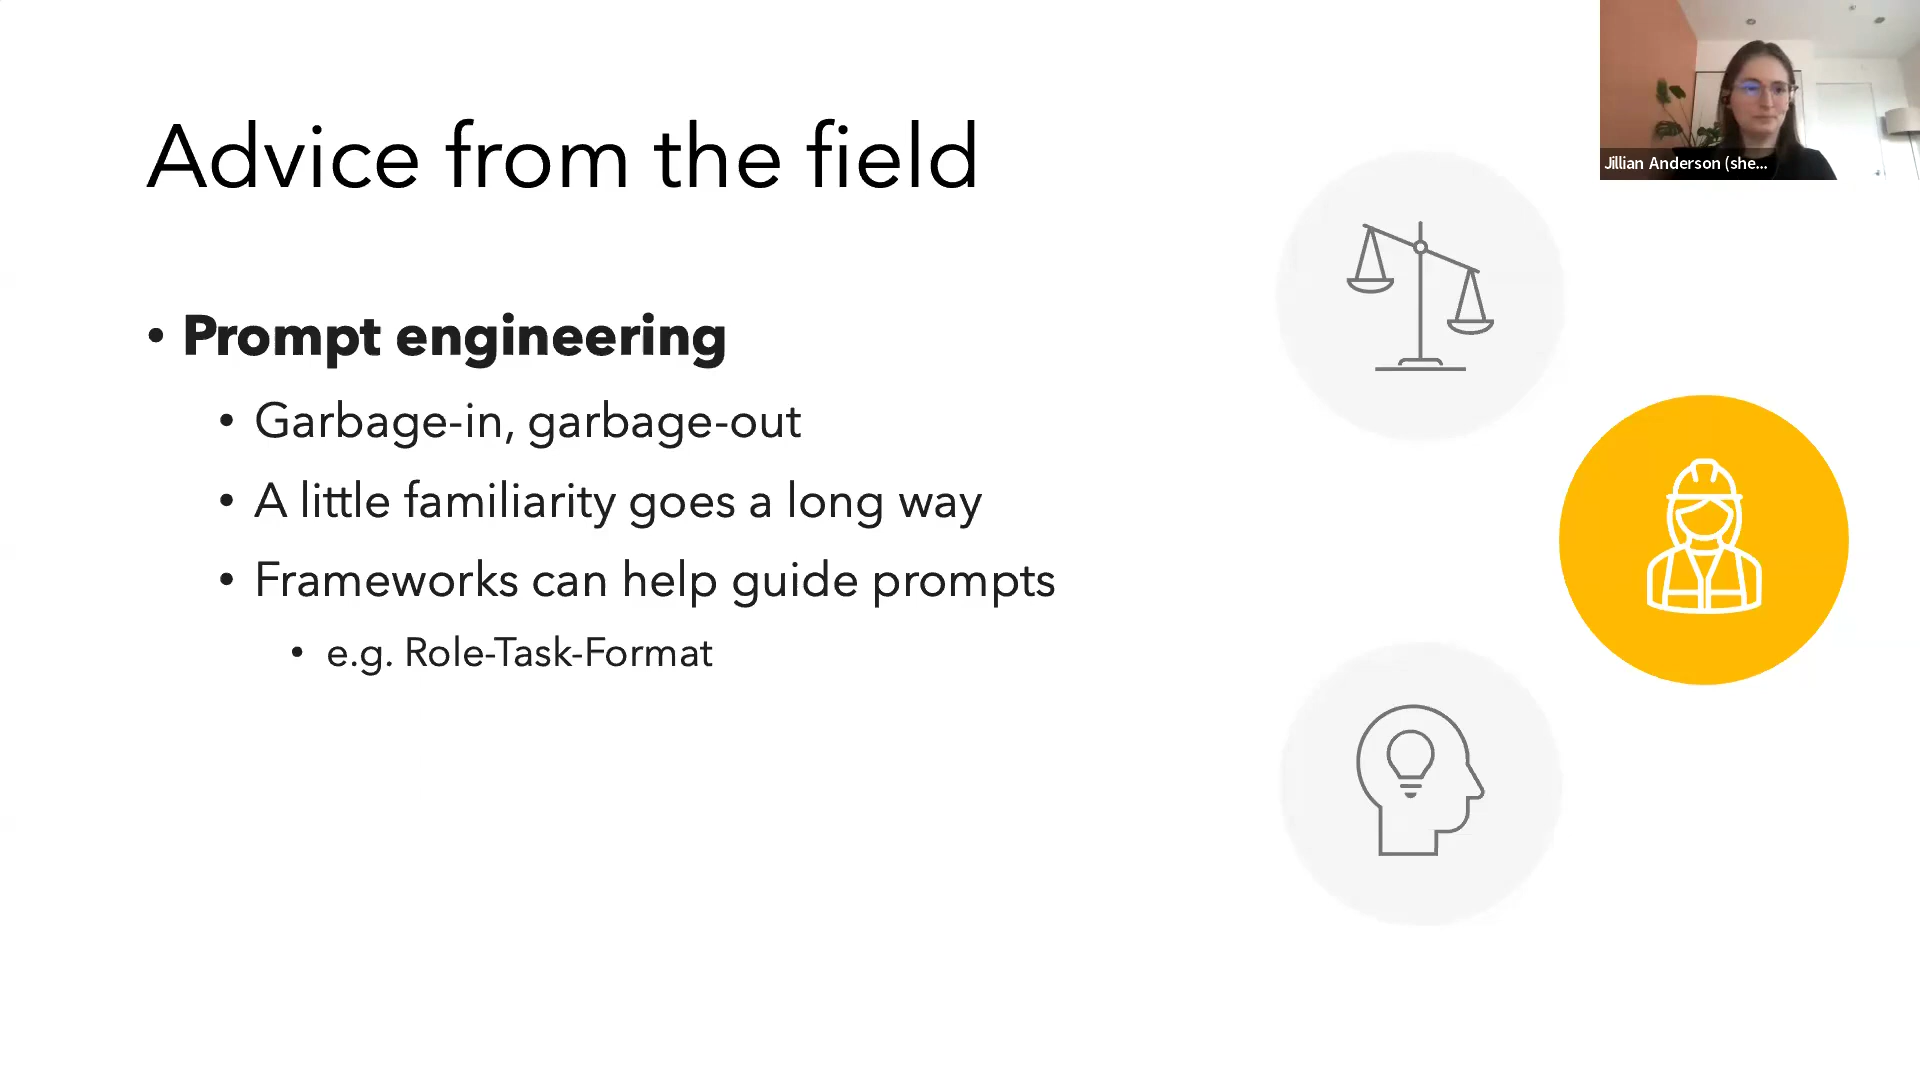 Advice from the field
Jillian Anderson (she...
• Prompt engineering
• Garbage-in, garbage-out
• A little familiarity goes a long way
• Frameworks can help guide prompts
• e.g. Role-Task-Format